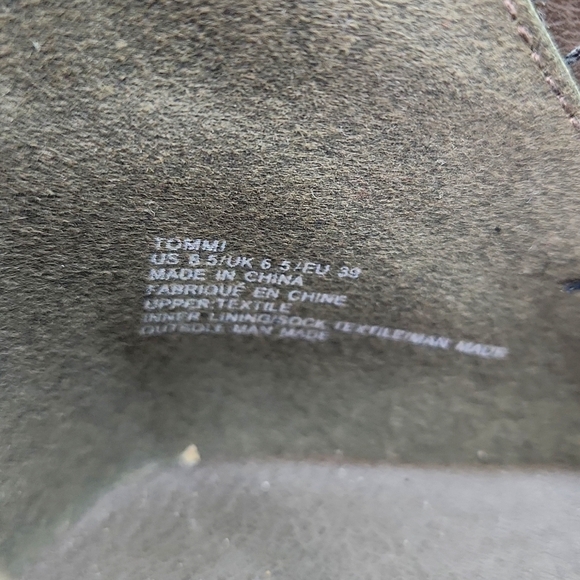 TOMMI
US 8.5/UK 6.5/EU 39
MADE IN CHINA
FABRIQUÉ EN CHINE
UPPER:TEXTILE
INNER LINING/SOCK TEXTILE/MAN MADE
OUTSOLE MAN MADE